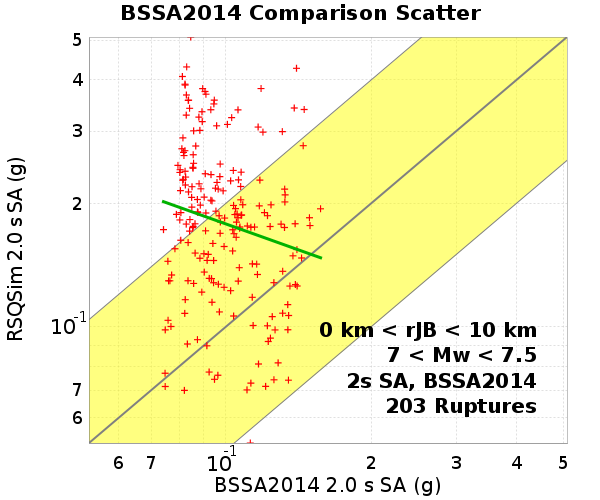 BSSA2014 Comparison Scatter
RSQSim 2.0 s SA (g)
5
4
3
2
10-1
7
6
0 km < rJB < 10 km
7 < Mw < 7.5
2s SA, BSSA2014
203 Ruptures
6 7 10-1 2 3 4 5
BSSA2014 2.0 s SA (g)